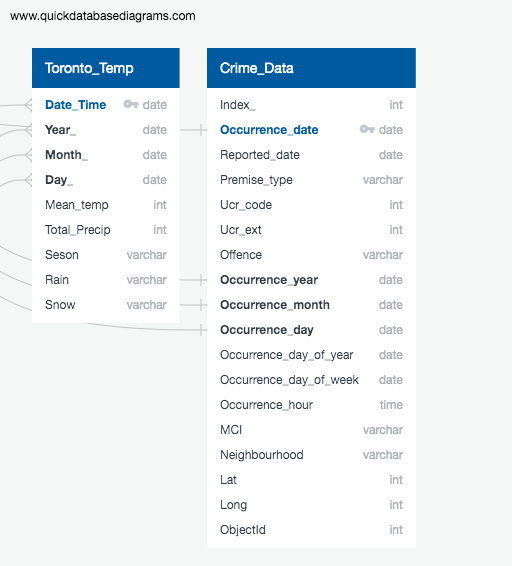 www.quickdatabasediagrams.com
Toronto_Temp
Date_Time date
Year_ date
Month_ date
Day_ date
Mean_temp int
Total_Precip int
Seson varchar
Rain varchar
Snow varchar
Crime_Data
Index_ int
Occurrence_date date
Reported_date date
Premise_type varchar
Ucr_code int
Ucr_ext int
Offence varchar
Occurrence_year date
Occurrence_month date
Occurrence_day date
Occurrence_day_of_year date
Occurrence_day_of_week date
Occurrence_hour time
MCI varchar
Neighbourhood varchar
Lat int
Long int
ObjectId int